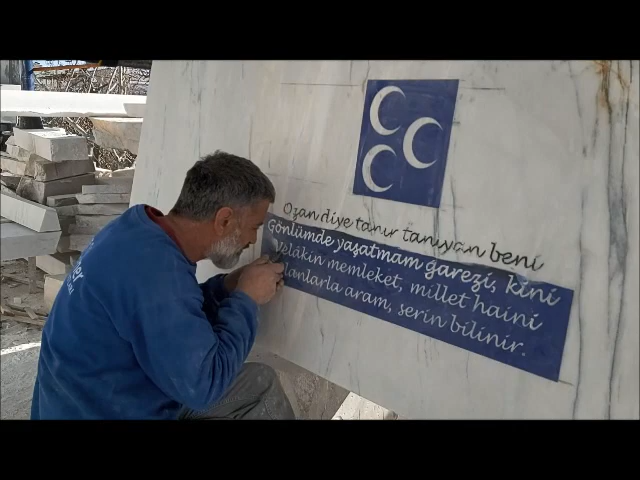 Ozan diye tanır tanıyan beni
Gönlümde yaşatmam garezi, kini
Velâkin memleket, millet haini
olanlarla aram, serin bilinir.